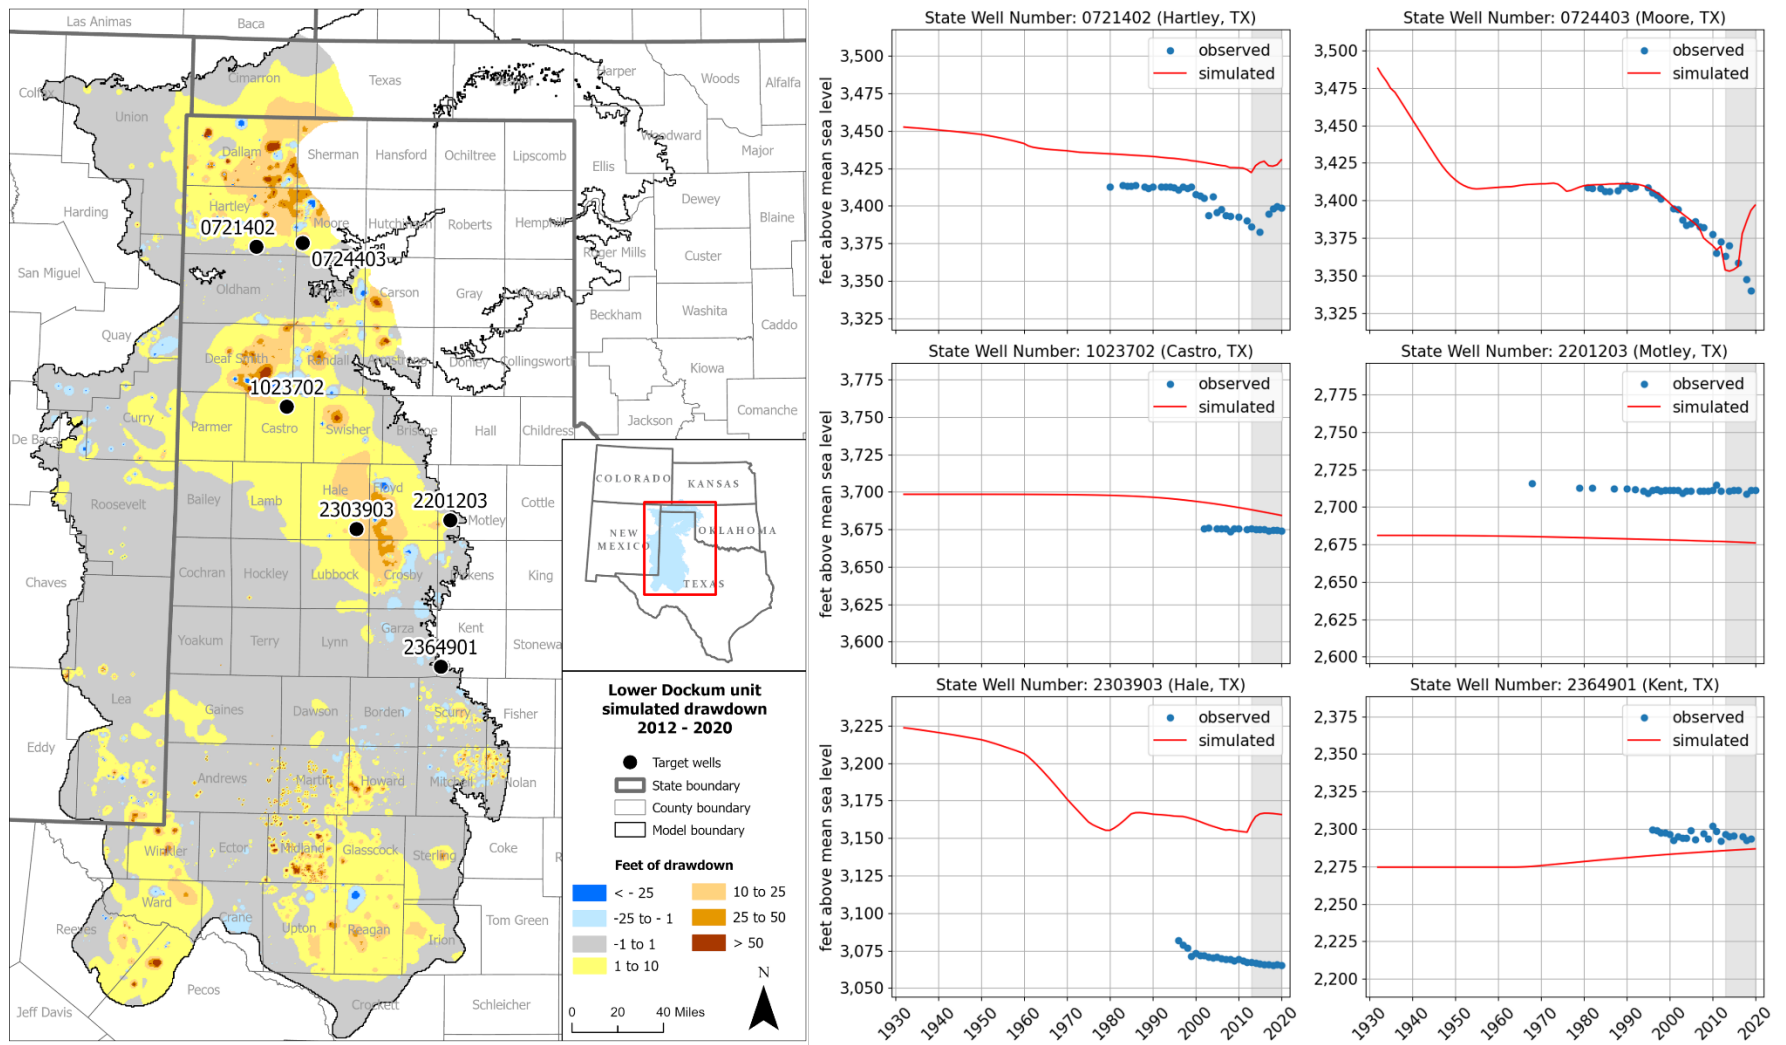 Las Animas
Baca
Cimarron
Texas
Harper
Woods
Alfalfa
Colfax
Union
Woodward
Major
Dallam
Sherman
Hansford
Ochiltree
Lipscomb
Ellis
Dewey
Blaine
Harding
Hartley
Moore
Hutchinson
Roberts
Hemphill
0721402
0724403
Roger Mills
Custer
San Miguel
Oldham
Carson
Gray
Wheeler
Beckham
Washita
Caddo
Quay
Deaf Smith
Randall
Armstrong
Donley
Collingsworth
Kiowa
1023702
Curry
Parmer
Castro
Swisher
Briscoe
Hall
Childress
Jackson
Comanche
De Baca
Roosevelt
Bailey
Lamb
Hale
Floyd
2303903
2201203
Motley
Cottle
Chaves
Cochran
Hockley
Lubbock
Crosby
Dickens
King
Yoakum
Terry
Lynn
Garza
Kent
Stonewa
2364901
Lea
Gaines
Dawson
Borden
Scurry
Fisher
Eddy
Andrews
Martin
Howard
Mitchell
Nolan
Winkler
Ector
Midland
Glasscock
Sterling
Coke
R
Ward
Crane
Upton
Reagan
Irion
Tom Green
Reeves
Pecos
Crockett
Schleicher
Jeff Davis
COLORADO
KANSAS
NEW
MEXICO
OKLAHOMA
TEXAS
Lower Dockum unit
simulated drawdown
2012 - 2020
Target wells
State boundary
County boundary
Model boundary
Feet of drawdown
< - 25
-25 to - 1
-1 to 1
1 to 10
10 to 25
25 to 50
> 50
N
0 20 40 Miles
State Well Number: 0721402 (Hartley, TX)
observed
simulated
feet above mean sea level
3,500
3,475
3,450
3,425
3,400
3,375
3,350
3,325
State Well Number: 0724403 (Moore, TX)
observed
simulated
3,500
3,475
3,450
3,425
3,400
3,375
3,350
3,325
State Well Number: 1023702 (Castro, TX)
observed
simulated
feet above mean sea level
3,775
3,750
3,725
3,700
3,675
3,650
3,625
3,600
State Well Number: 2201203 (Motley, TX)
observed
simulated
2,775
2,750
2,725
2,700
2,675
2,650
2,625
2,600
State Well Number: 2303903 (Hale, TX)
observed
simulated
feet above mean sea level
3,225
3,200
3,175
3,150
3,125
3,100
3,075
3,050
1930 1940 1950 1960 1970 1980 1990 2000 2010 2020
State Well Number: 2364901 (Kent, TX)
observed
simulated
2,375
2,350
2,325
2,300
2,275
2,250
2,225
2,200
1930 1940 1950 1960 1970 1980 1990 2000 2010 2020